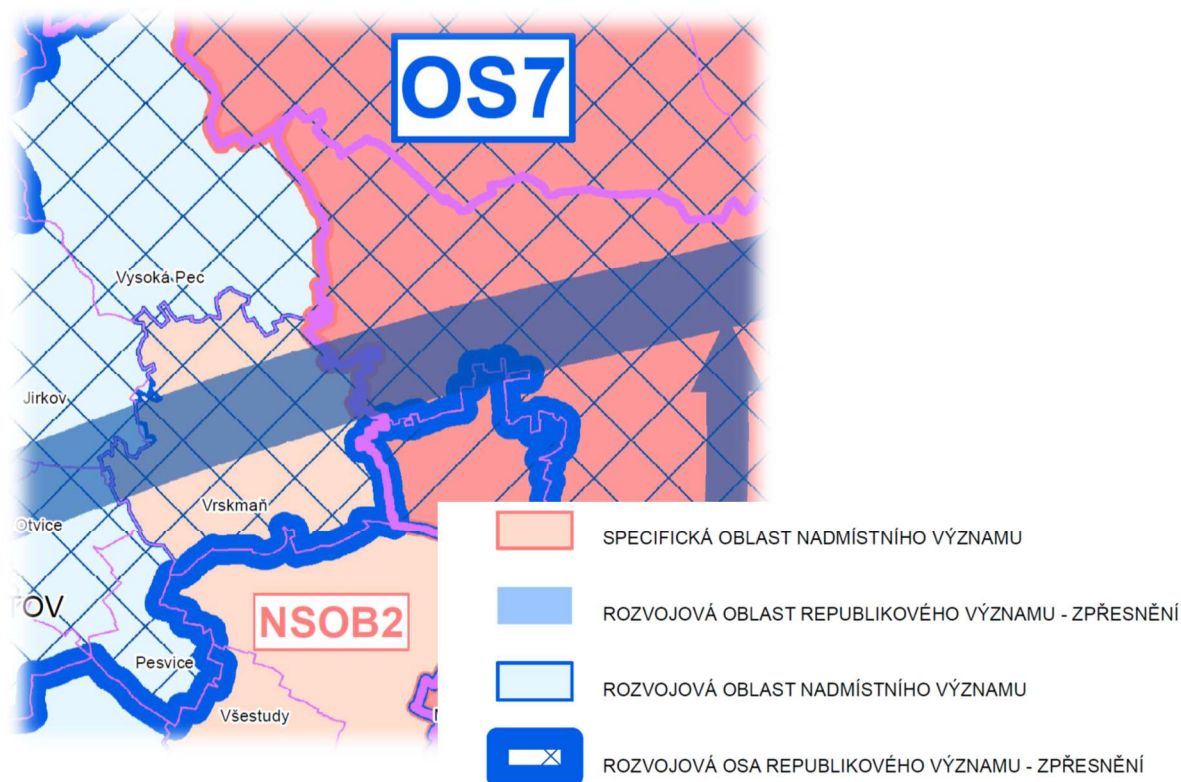 OS7
Vysoká Pec
Jirkov
Vrskmaň
Otvice
TOV
NSOB2
Pesvice
Všestudy
SPECIFICKÁ OBLAST NADMÍSTNÍHO VÝZNAMU
ROZVOJOVÁ OBLAST REPUBLIKOVÉHO VÝZNAMU - ZPŘESNĚNÍ
ROZVOJOVÁ OBLAST NADMÍSTNÍHO VÝZNAMU
ROZVOJOVÁ OSA REPUBLIKOVÉHO VÝZNAMU - ZPŘESNĚNÍ